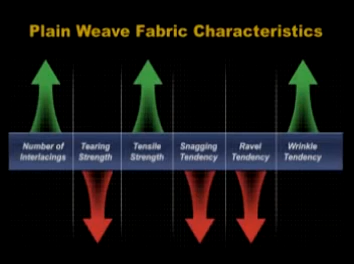 Plain Weave Fabric Characteristics
Number of Interlacings
Tearing Strength
Tensile Strength
Snagging Tendency
Ravel Tendency
Wrinkle Tendency